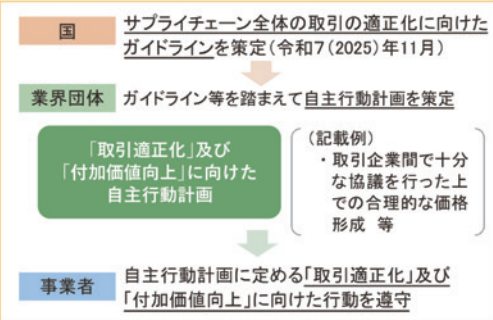 国
サプライチェーン全体の取引の適正化に向けた
ガイドラインを策定(令和7(2025)年11月)
業界団体
ガイドライン等を踏まえて自主行動計画を策定
「取引適正化」及び
「付加価値向上」に向けた
自主行動計画
(記載例)
・取引企業間で十分
な協議を行った上
での合理的な価格
形成 等
事業者
自主行動計画に定める「取引適正化」及び
「付加価値向上」に向けた行動を遵守